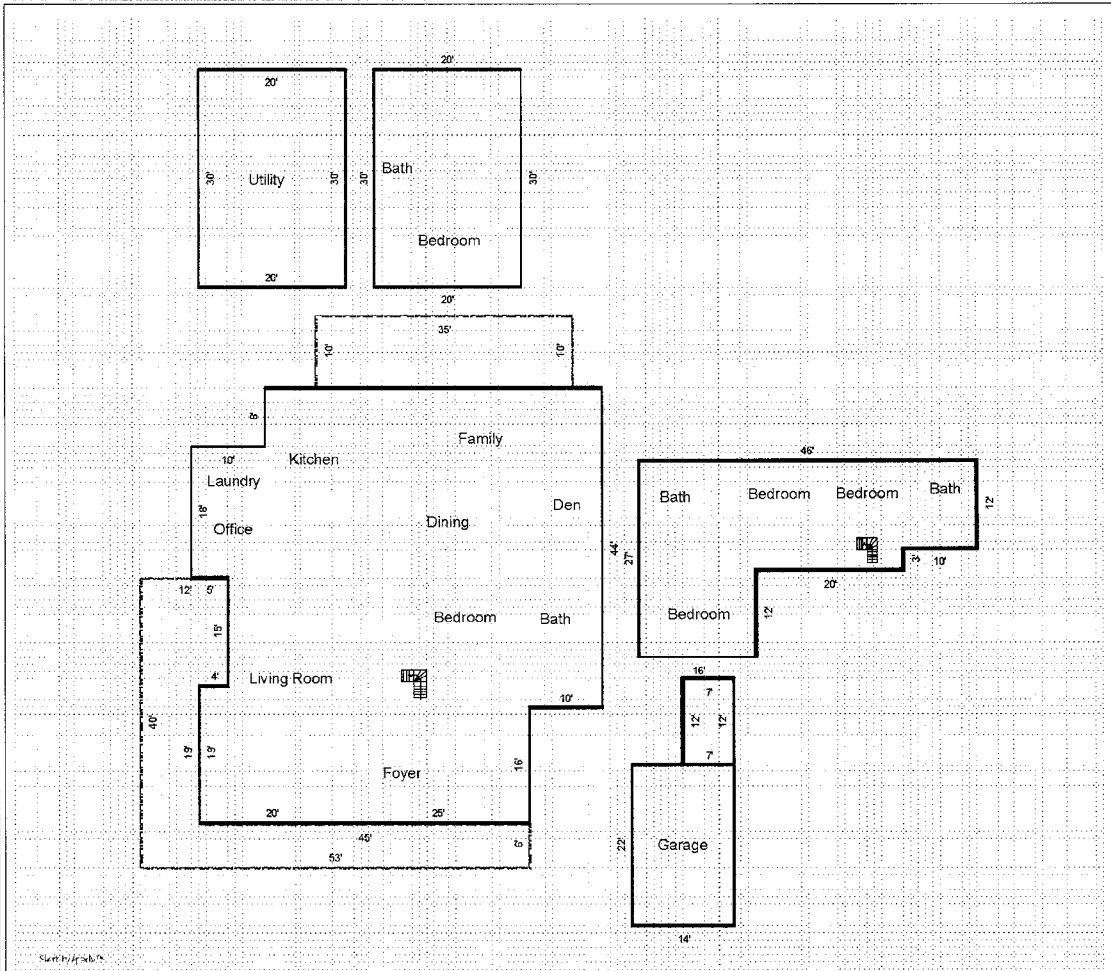 20'
20'
30' Utility 30'
20'
30' Bath 30'
Bedroom
20'
35'
10' 10'
8'
Family
Kitchen
10'
Laundry
Den
18'
Office
Dining
44'
12' 5'
15'
Bedroom Bath
4'
Living Room
10'
40'
19' 19'
16'
Foyer
20' 25'
45'
6'
53'
46'
Bath Bedroom Bedroom Bath
12'
27'
3' 10'
20'
12'
Bedroom
16'
7'
12' 12'
7'
22' Garage
14'